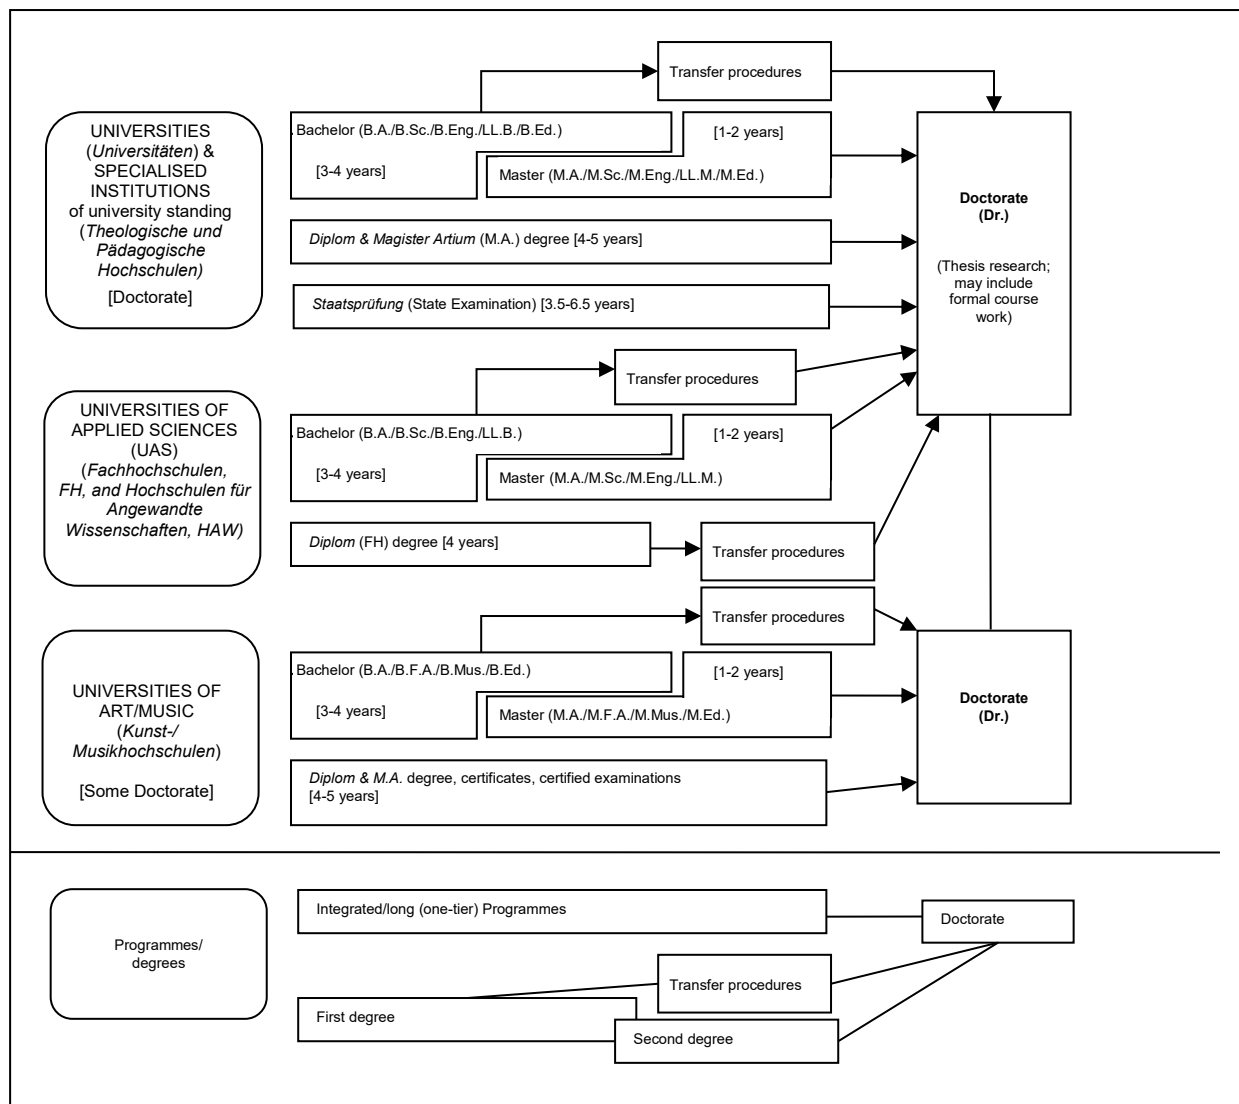 Transfer procedures
UNIVERSITIES
(Universitäten) &
SPECIALISED
INSTITUTIONS
of university standing
(Theologische und
Pädagogische
Hochschulen)
[Doctorate]
Bachelor (B.A./B.Sc./B.Eng./LL.B./B.Ed.)
[3-4 years]
[1-2 years]
Master (M.A./M.Sc./M.Eng./LL.M./M.Ed.)
Diplom & Magister Artium (M.A.) degree [4-5 years]
Staatsprüfung (State Examination) [3.5-6.5 years]
Doctorate
(Dr.)
(Thesis research;
may include
formal course
work)
Transfer procedures
UNIVERSITIES OF
APPLIED SCIENCES
(UAS)
(Fachhochschulen,
FH, and Hochschulen für
Angewandte
Wissenschaften, HAW)
Bachelor (B.A./B.Sc./B.Eng./LL.B.)
[3-4 years]
[1-2 years]
Master (M.A./M.Sc./M.Eng./LL.M.)
Diplom (FH) degree [4 years]
Transfer procedures
Transfer procedures
UNIVERSITIES OF
ART/MUSIC
(Kunst-/
Musikhochschulen)
[Some Doctorate]
Bachelor (B.A./B.F.A./B.Mus./B.Ed.)
[3-4 years]
[1-2 years]
Master (M.A./M.F.A./M.Mus./M.Ed.)
Diplom & M.A. degree, certificates, certified examinations
[4-5 years]
Doctorate
(Dr.)
Programmes/
degrees
Integrated/long (one-tier) Programmes
Doctorate
Transfer procedures
First degree
Second degree